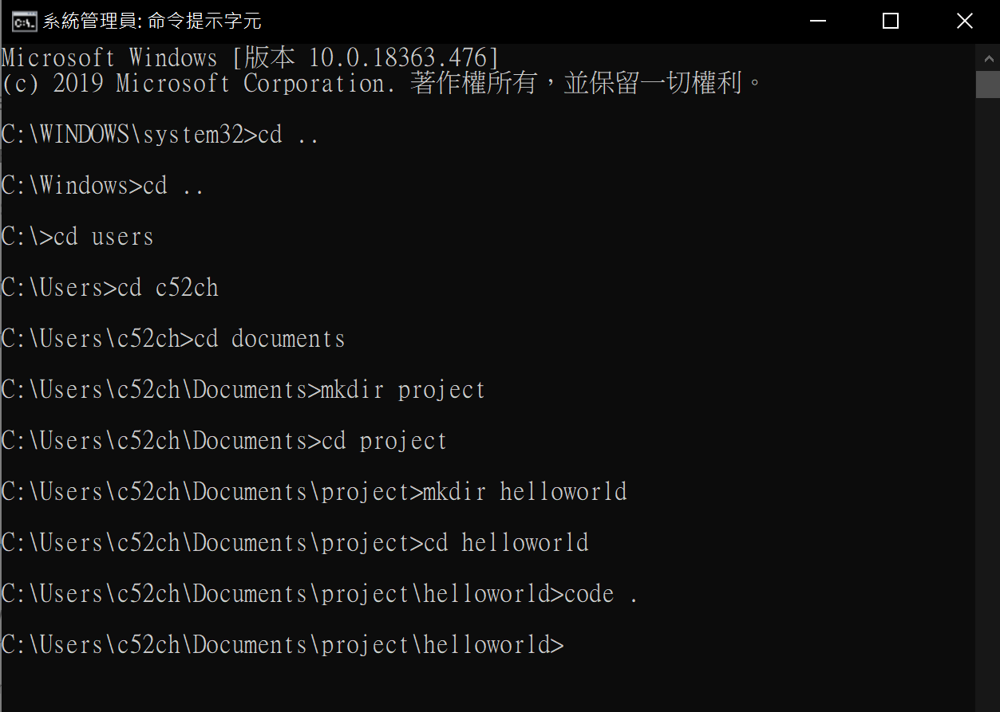 系統管理員: 命令提示字元
Microsoft Windows [版本 10.0.18363.476]
(c) 2019 Microsoft Corporation. 著作權所有，並保留一切權利。
C:\WINDOWS\system32>cd ..
C:\Windows>cd ..
C:\>cd users
C:\Users>cd c52ch
C:\Users\c52ch>cd documents
C:\Users\c52ch\Documents>mkdir project
C:\Users\c52ch\Documents>cd project
C:\Users\c52ch\Documents\project>mkdir helloworld
C:\Users\c52ch\Documents\project>cd helloworld
C:\Users\c52ch\Documents\project\helloworld>code .
C:\Users\c52ch\Documents\project\helloworld>